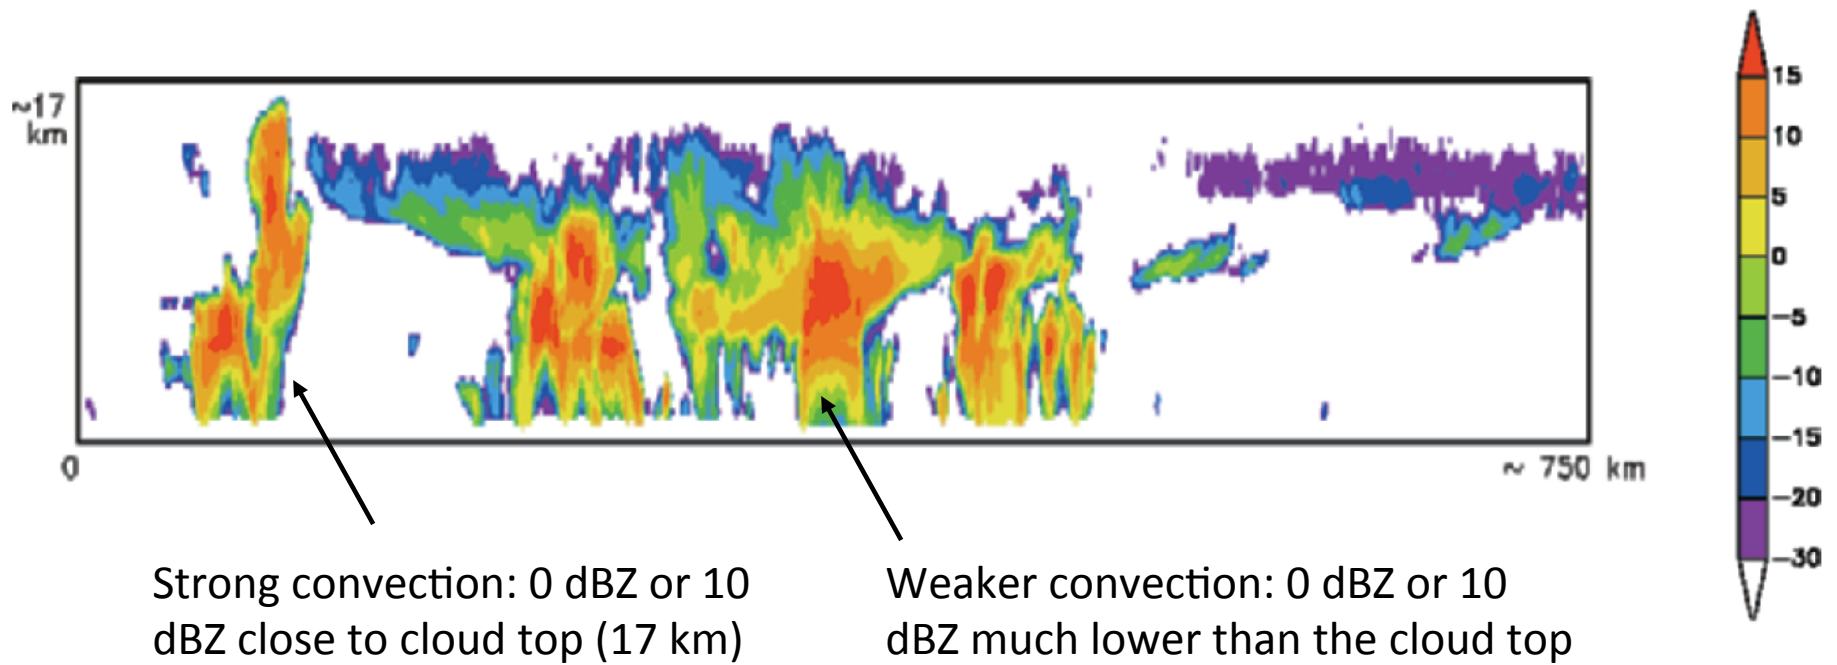 ~17
km
0
~ 750 km
15
10
5
0
−5
−10
−15
−20
−30
Strong convection: 0 dBZ or 10
dBZ close to cloud top (17 km)
Weaker convection: 0 dBZ or 10
dBZ much lower than the cloud top